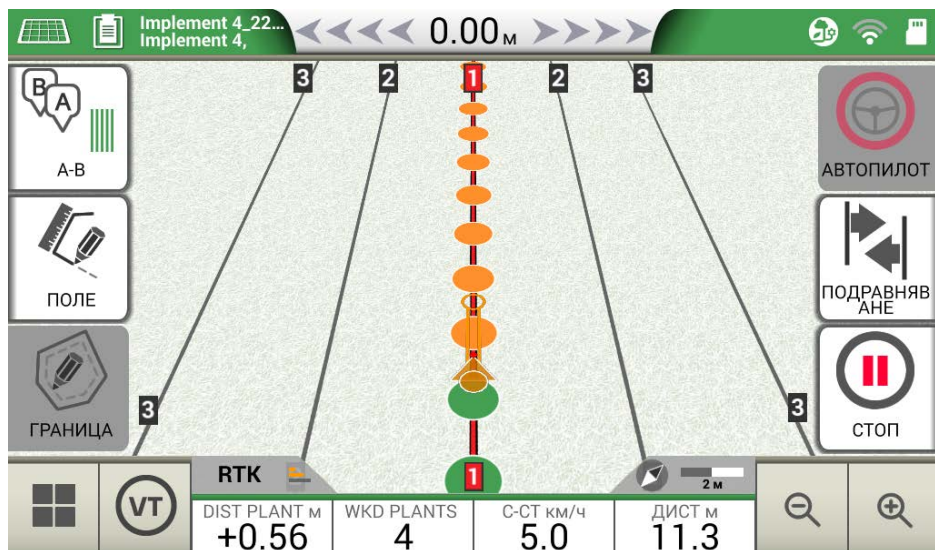 Implement 4_22...
Implement 4,
<<<< 0.00 м >>>>
3 2 1 2 3
B
A
A-B
АВТОПИЛОТ
ПОЛЕ
ПОДРАВНЯВ
АНЕ
3
3
ГРАНИЦА
СТОП
RTK
1
2 м
VT
DIST PLANT м
+0.56
WKD PLANTS
4
С-СТ км/ч
5.0
ДИСТ м
11.3